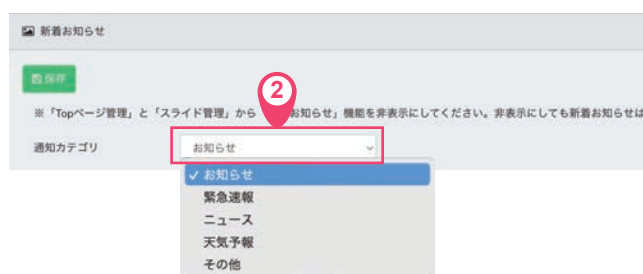 新着お知らせ
保存
2
※「Topページ管理」と「スライド管理」から お知らせ」機能を非表示にしてください。非表示にしても新着お知らせは
通知カテゴリ
お知らせ
✓ お知らせ
緊急速報
ニュース
天気予報
その他